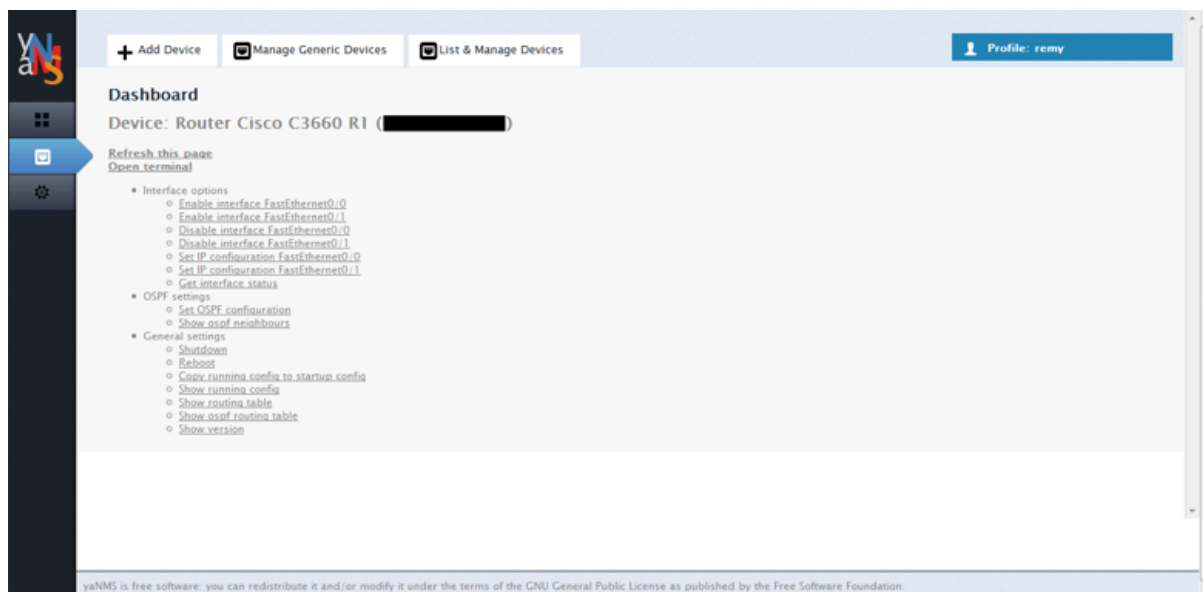 yaNMS
Add Device
Manage Generic Devices
List & Manage Devices
Profile: remy
Dashboard
Device: Router Cisco C3660 R1 ( )
Refresh this page
Open terminal
Interface options
Enable interface FastEthernet0/0
Enable interface FastEthernet0/1
Disable interface FastEthernet0/0
Disable interface FastEthernet0/1
Set IP configuration FastEthernet0/0
Set IP configuration FastEthernet0/1
Get interface status
OSPF settings
Set OSPF configuration
Show ospf neighbours
General settings
Shutdown
Reboot
Copy running config to startup config
Show running config
Show routing table
Show ospf routing table
Show version
yaNMS is free software: you can redistribute it and/or modify it under the terms of the GNU General Public License as published by the Free Software Foundation.